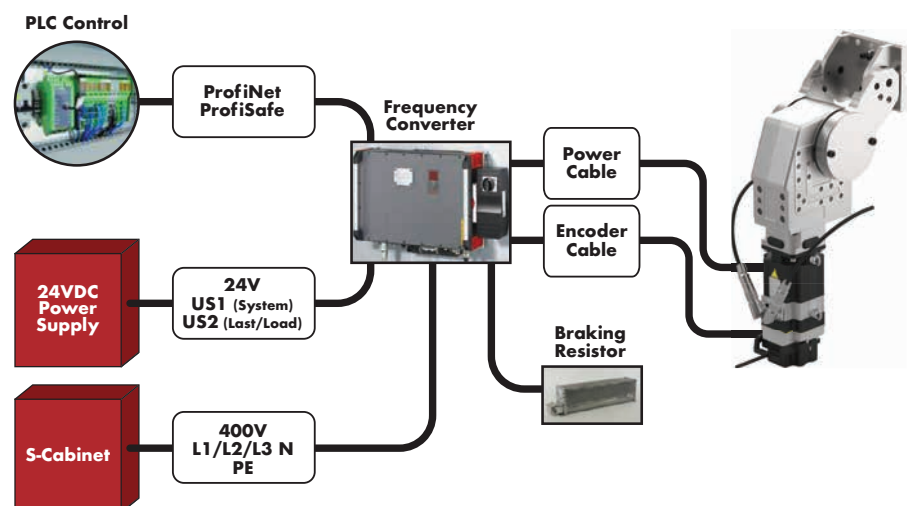 PLC Control
ProfiNet
ProfiSafe
Frequency
Converter
Power
Cable
Encoder
Cable
24VDC
Power
Supply
24V
US1 (System)
US2 (Last/Load)
Braking
Resistor
S-Cabinet
400V
L1/L2/L3 N
PE